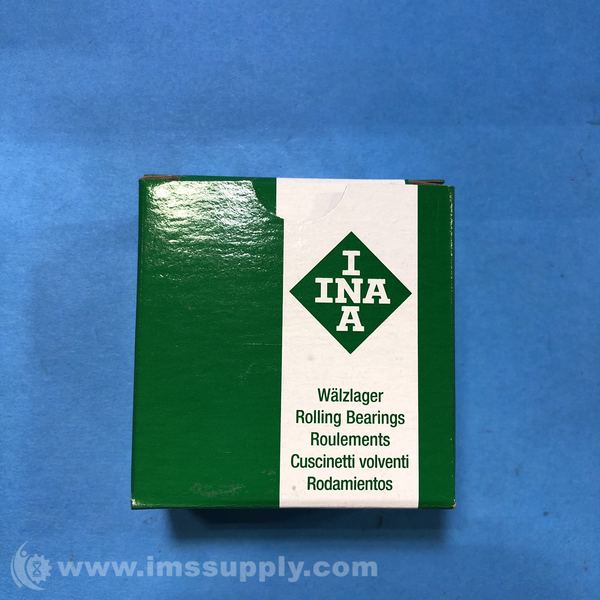 I
INA
A
Wälzlager
Rolling Bearings
Roulements
Cuscinetti volventi
Rodamientos
www.imssupply.com